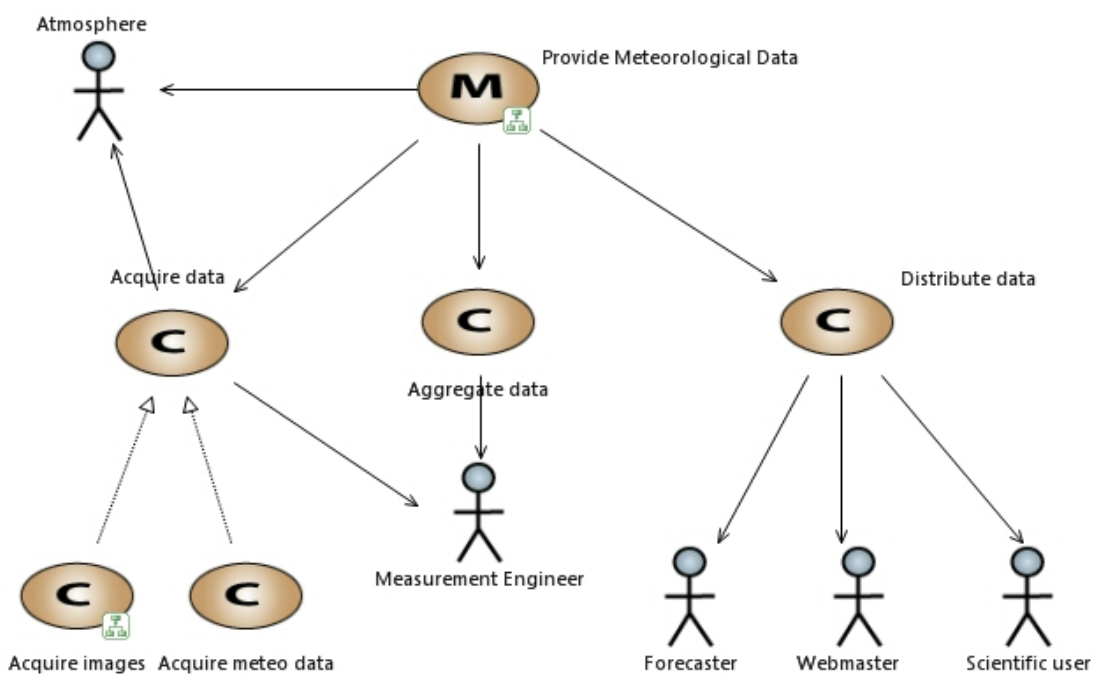 Atmosphere
Provide Meteorological Data
M
Acquire data
Distribute data
C
C
C
Aggregate data
Measurement Engineer
C
C
Acquire images
Acquire meteo data
Forecaster
Webmaster
Scientific user